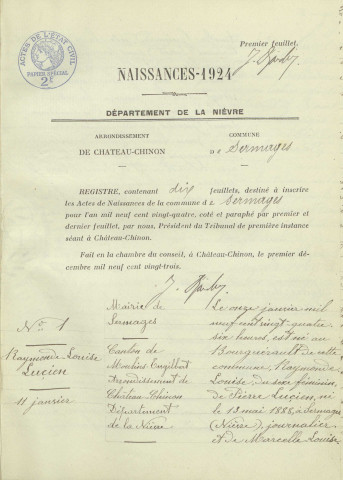 Premier feuillet.
ACTES DE L'ÉTAT CIVIL
PAPIER SPÉCIAL
2F
NAISSANCES-1924
DÉPARTEMENT DE LA NIÈVRE
ARRONDISSEMENT
DE CHATEAU-CHINON
COMMUNE
de Sermages
REGISTRE, contenant dix feuillets, destiné à inscrire
les Actes de Naissances de la commune de Sermages
pour l'an mil neuf cent vingt-quatre, coté et paraphé par premier et
dernier feuillet, par nous, Président du Tribunal de première instance
séant à Château-Chinon.
Fait en la chambre du conseil, à Château-Chinon, le premier dé-
cembre mil neuf cent vingt-trois.
N° 1
Raymonde Louise
Lucien
11 janvier
Mairie de
Sermages
Canton de
Moulins Engilbert
Arrondissement de
Château-Chinon
Département
de la Nièvre
Le onze janvier mil
neuf cent vingt-quatre
six heures, est née au
de cette
commune Raymonde
Louise du sexe féminin,
de Pierre Lucien, né
le 13 mai 1888, à Sermages
(Nièvre), journalier
et de Marcelle Louise